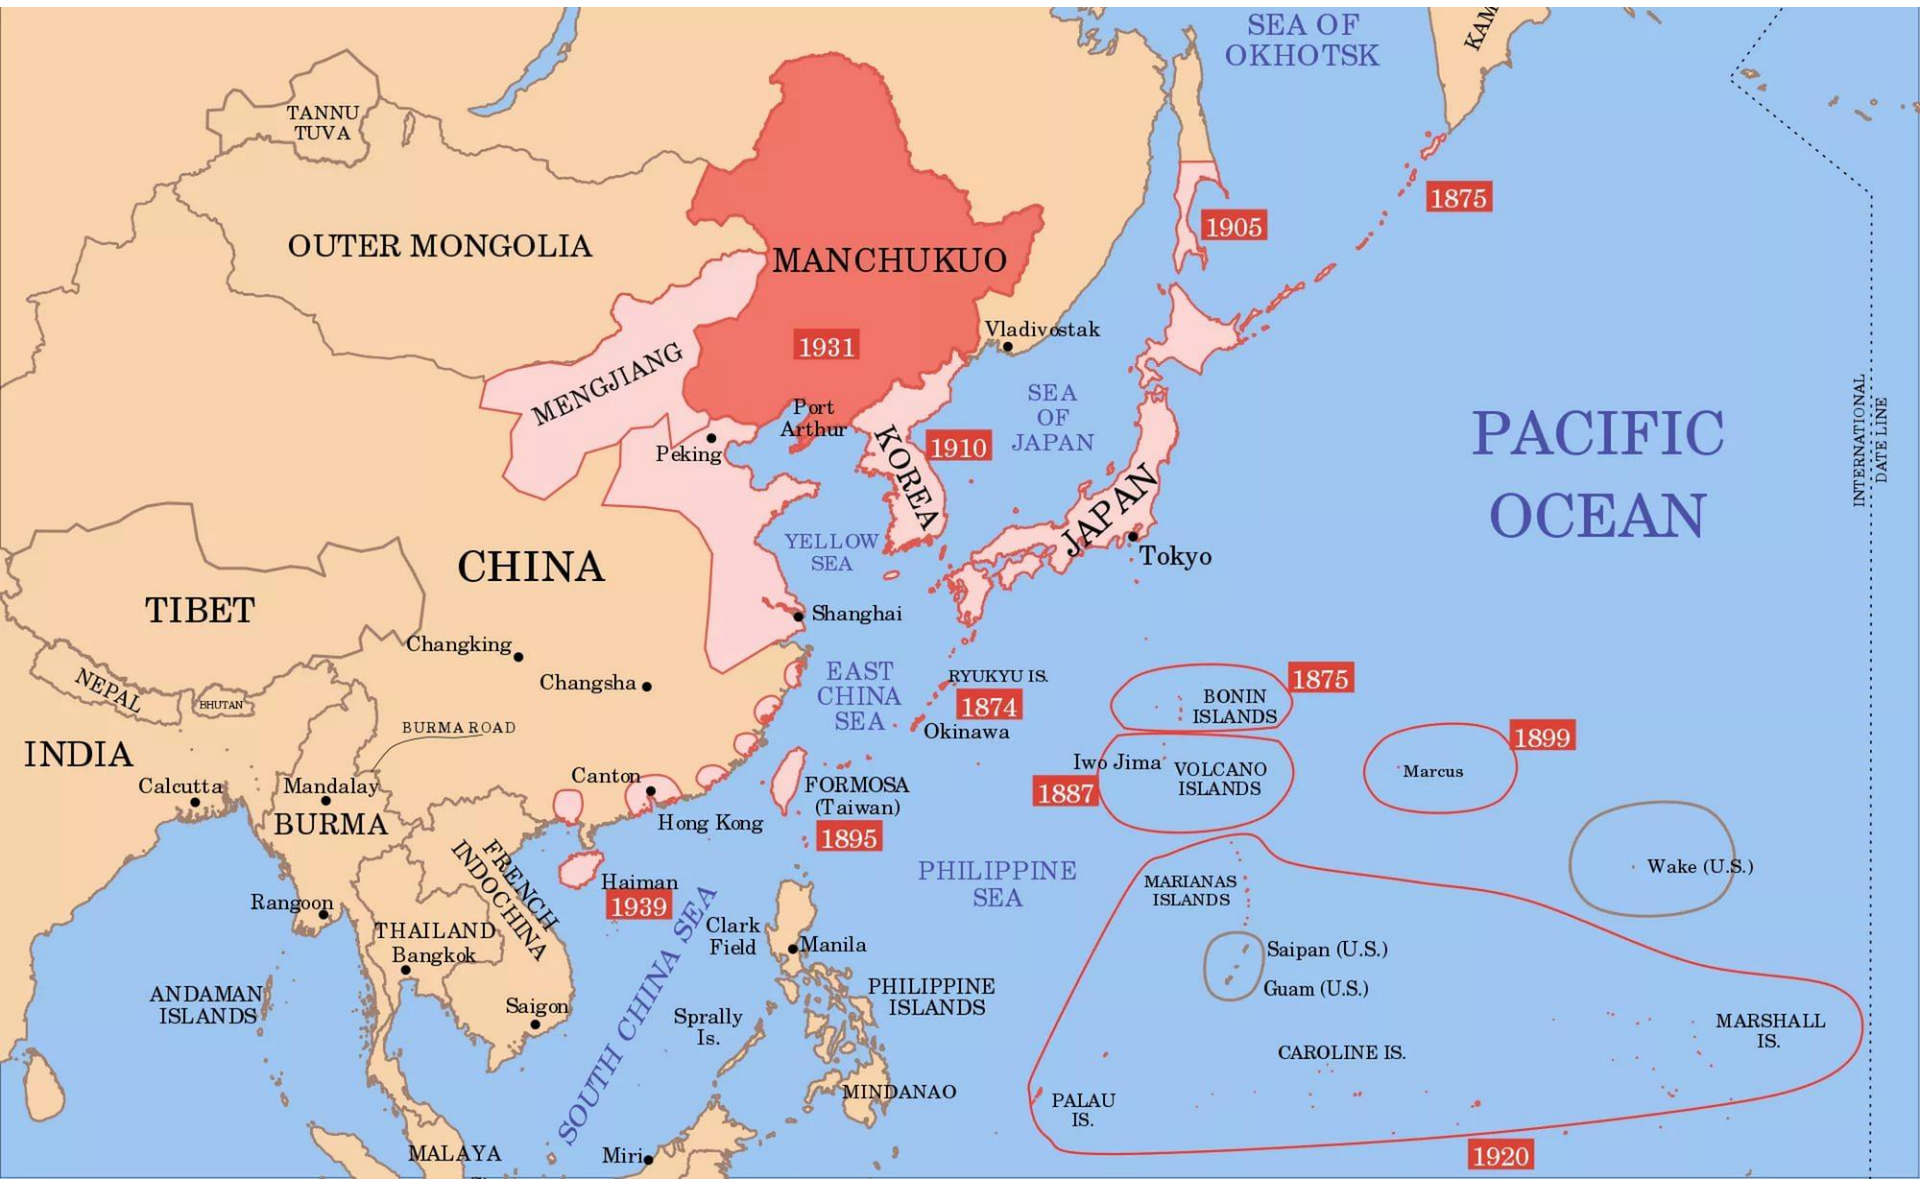 SEA OF
OKHOTSK
KAM
TANNU
TUVA
1875
1905
OUTER MONGOLIA
MANCHUKUO
Vladivostak
1931
MENGJIANG
SEA
OF
JAPAN
Port
Arthur
Peking
KOREA
1910
JAPAN
PACIFIC
OCEAN
INTERNATIONAL
DATE LINE
YELLOW
SEA
Tokyo
CHINA
TIBET
Shanghai
Changking
Changsha
NEPAL
BHUTAN
EAST
CHINA
SEA
RYUKYU IS.
1874
Okinawa
BONIN
ISLANDS
1875
BURMA ROAD
INDIA
Calcutta
Mandalay
BURMA
Canton
Hong Kong
FORMOSA
(Taiwan)
1895
Iwo Jima
VOLCANO
ISLANDS
1887
Marcus
1899
Wake (U.S.)
FRENCH
INDOCHINA
Haiman
1939
PHILIPPINE
SEA
MARIANAS
ISLANDS
Rangoon
THAILAND
Bangkok
SOUTH CHINA SEA
Clark
Field
Manila
Saipan (U.S.)
Guam (U.S.)
ANDAMAN
ISLANDS
Saigon
PHILIPPINE
ISLANDS
Sprally
Is.
MARSHALL
IS.
CAROLINE IS.
MINDANAO
PALAU
IS.
MALAYA
Miri
1920